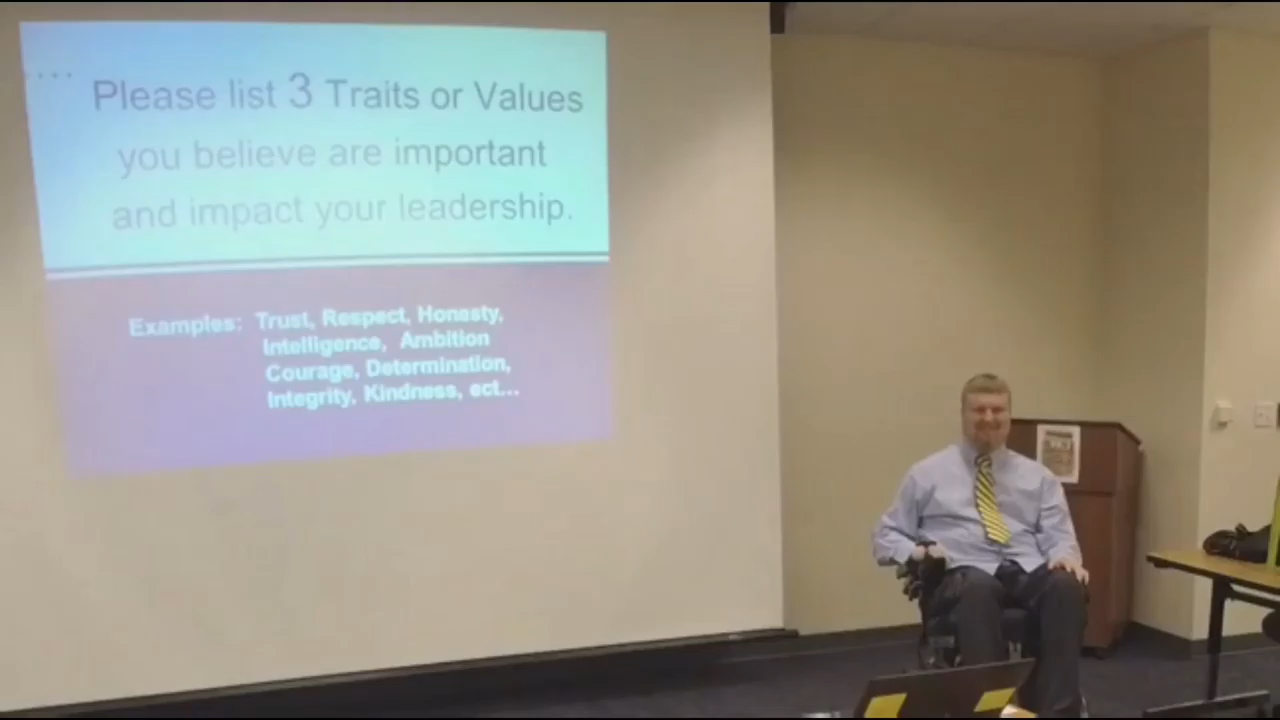 Please list 3 Traits or Values
you believe are important
and impact your leadership.
Examples: Trust, Respect, Honesty,
Intelligence, Ambition
Courage, Determination,
Integrity, Kindness, ect...